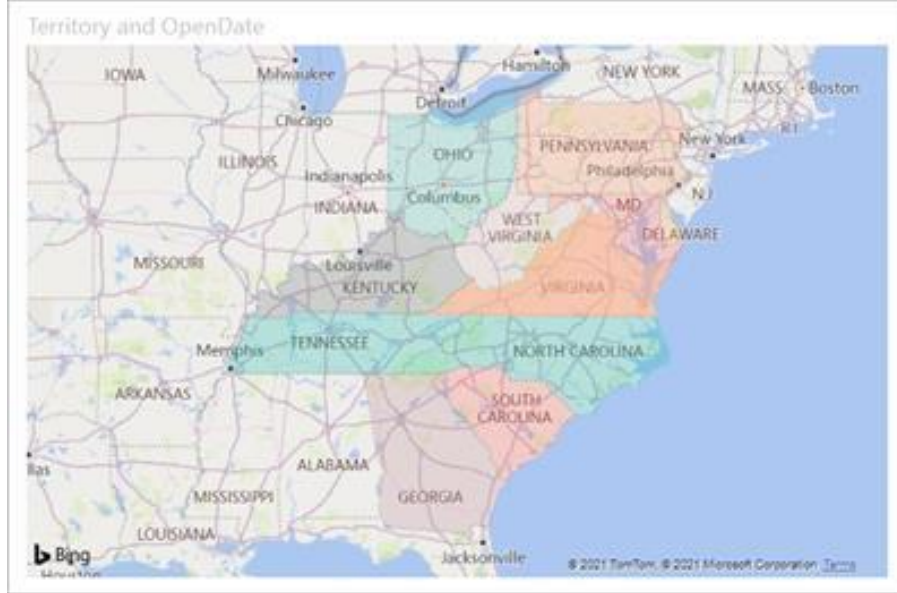 Territory and OpenDate
IOWA
Milwaukee
Hamilton
NEW YORK
MASS
Boston
Detroit
Chicago
R I
ILLINOIS
OHIO
PENNSYLVANIA
New York
Indianapolis
Philadelphia
Columbus
N J
INDIANA
MD
WEST
VIRGINIA
DELAWARE
MISSOURI
Louisville
KENTUCKY
VIRGINIA
TENNESSEE
Memphis
NORTH CAROLINA
ARKANSAS
SOUTH
CAROLINA
llas
ALABAMA
MISSISSIPPI
GEORGIA
LOUISIANA
Bing
Jacksonville
© 2021 TomTom, © 2021 Microsoft Corporation Terms
Houston